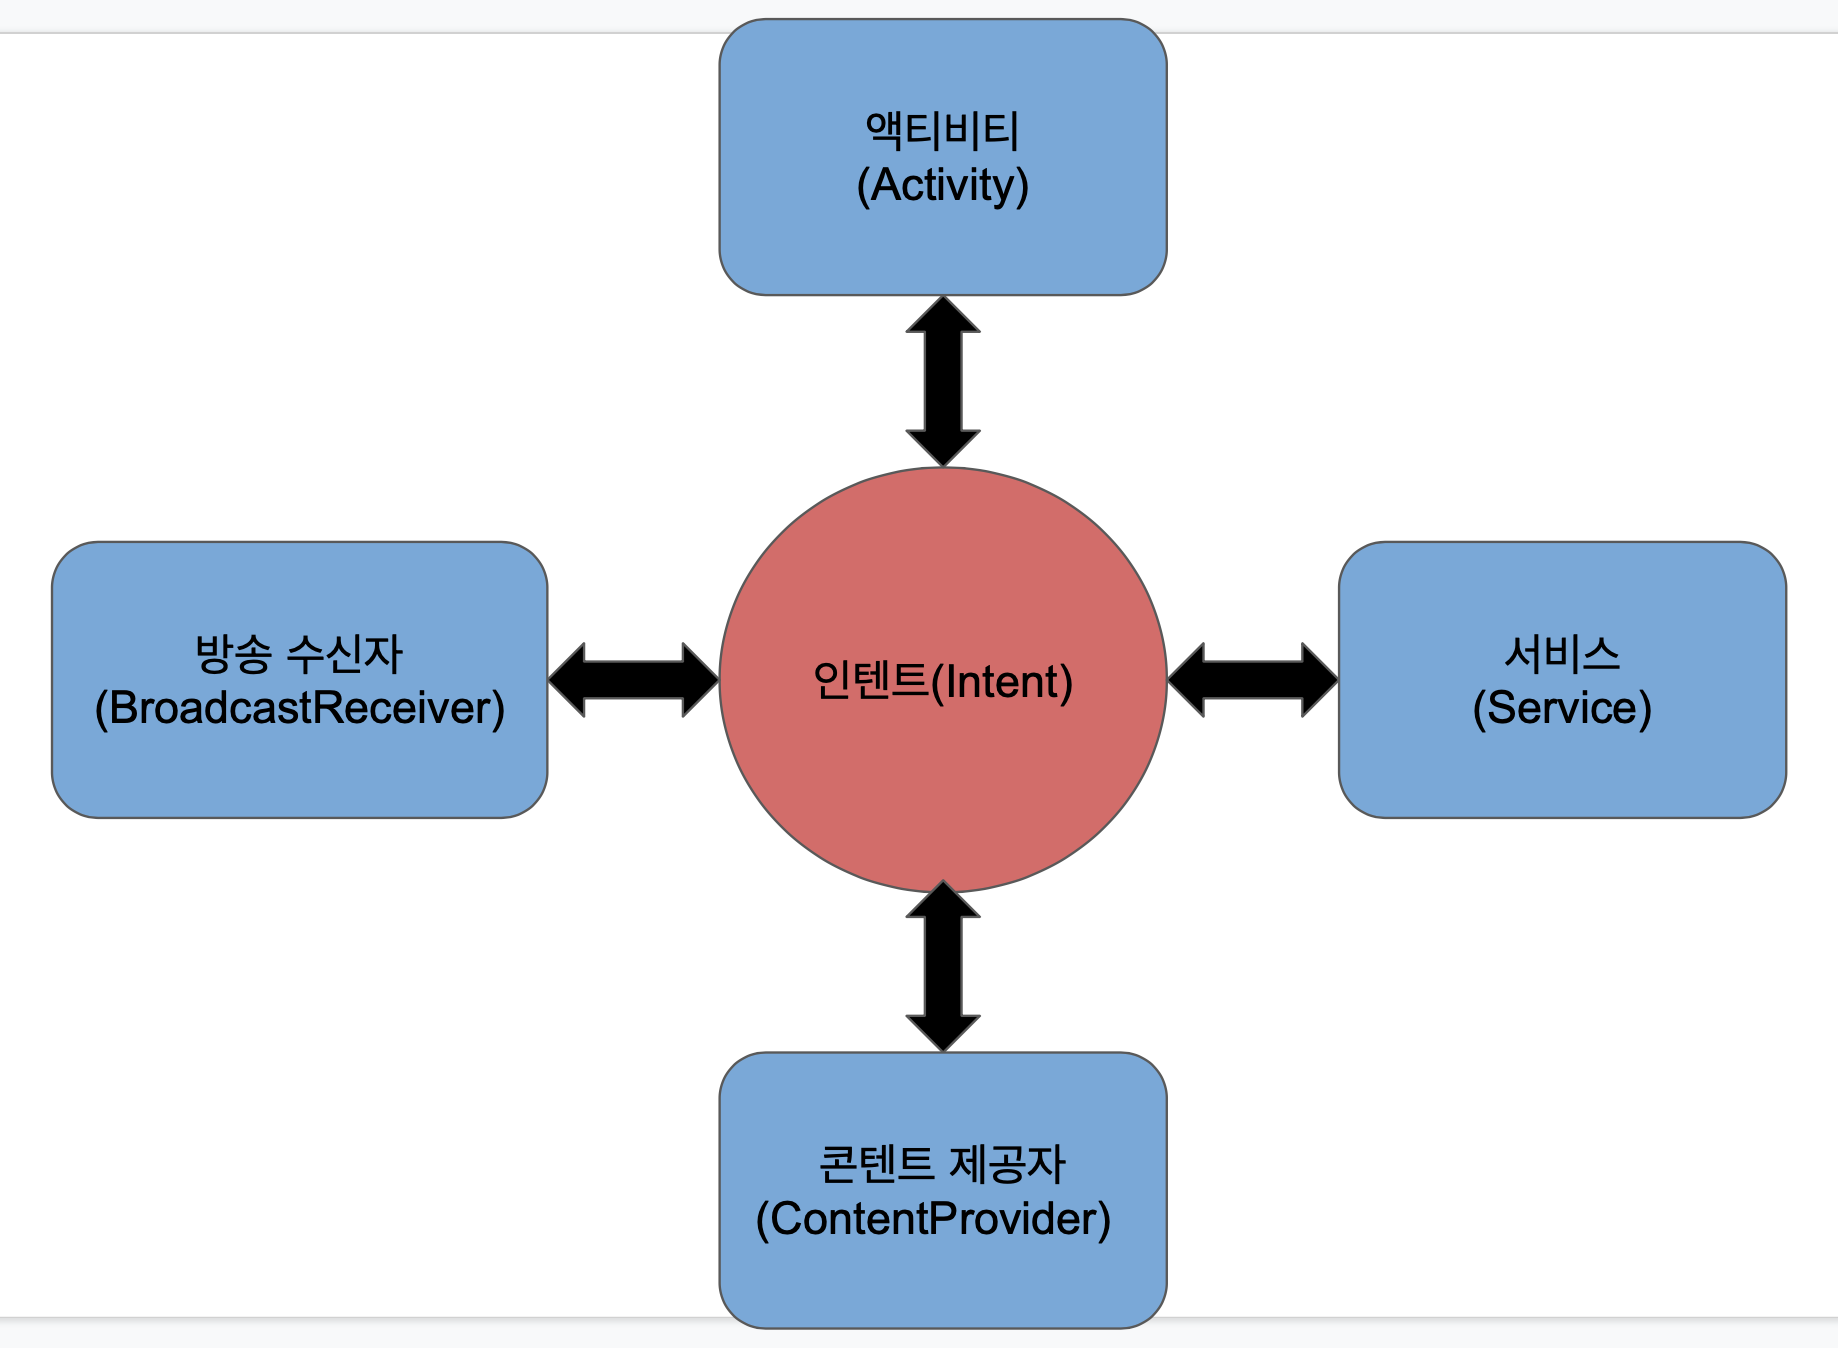 액티비티
(Activity)
방송 수신자
(BroadcastReceiver)
인텐트(Intent)
서비스
(Service)
콘텐트 제공자
(ContentProvider)